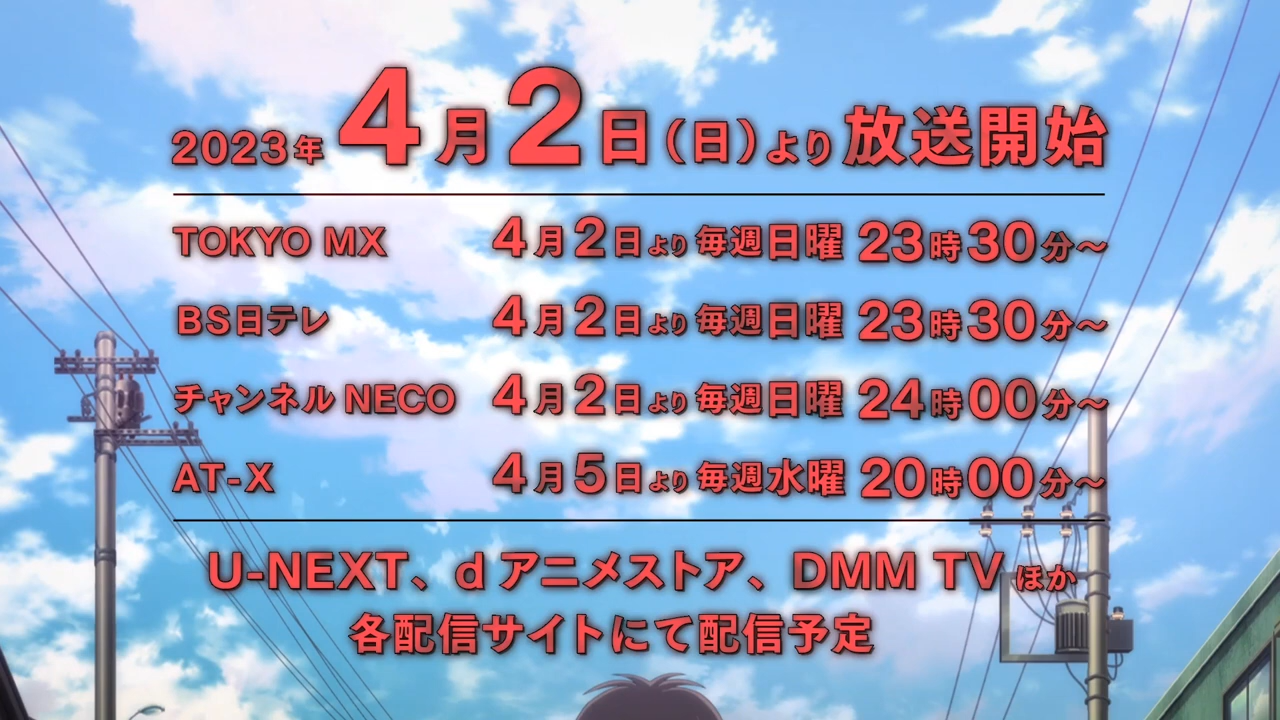 2023年4月2日(日)より放送開始
TOKYO MX 4月2日より毎週日曜 23時30分～
BS日テレ 4月2日より毎週日曜 23時30分～
チャンネルNECO 4月2日より毎週日曜 24時00分～
AT-X 4月5日より毎週水曜 20時00分～
U-NEXT、dアニメストア、DMM TVほか
各配信サイトにて配信予定